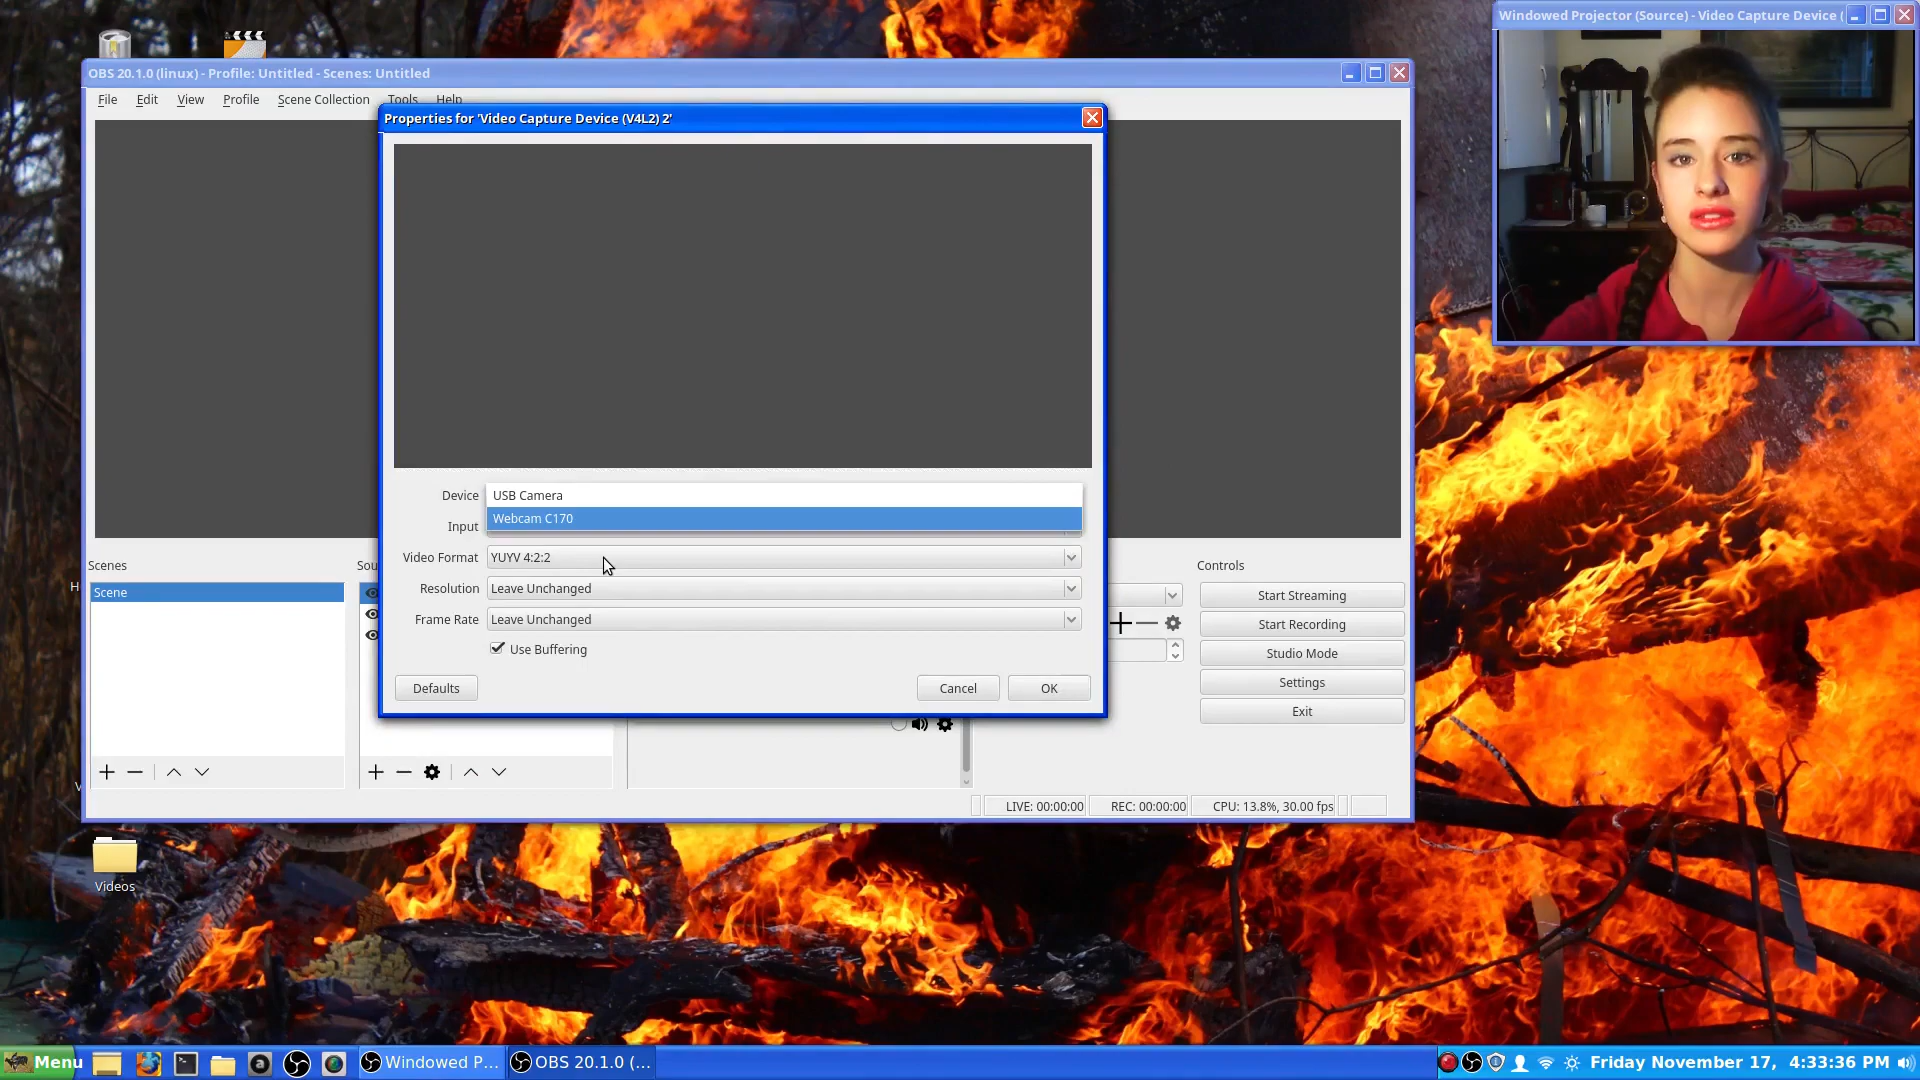 Windowed Projector (Source) - Video Capture Device (
OBS 20.1.0 (linux) - Profile: Untitled - Scenes: Untitled
File Edit View Profile Scene Collection Tools Help
Properties for 'Video Capture Device (V4L2) 2'
Device
USB Camera
Webcam C170
Input
Video Format YUYV 4:2:2
Resolution Leave Unchanged
Frame Rate Leave Unchanged
Use Buffering
Defaults Cancel OK
Scenes
Scene
Sou
Controls
Start Streaming
Start Recording
Studio Mode
Settings
Exit
LIVE: 00:00:00 REC: 00:00:00 CPU: 13.8%, 30.00 fps
H
V
Videos
Menu Windowed P... OBS 20.1.0 (... Friday November 17, 4:33:36 PM